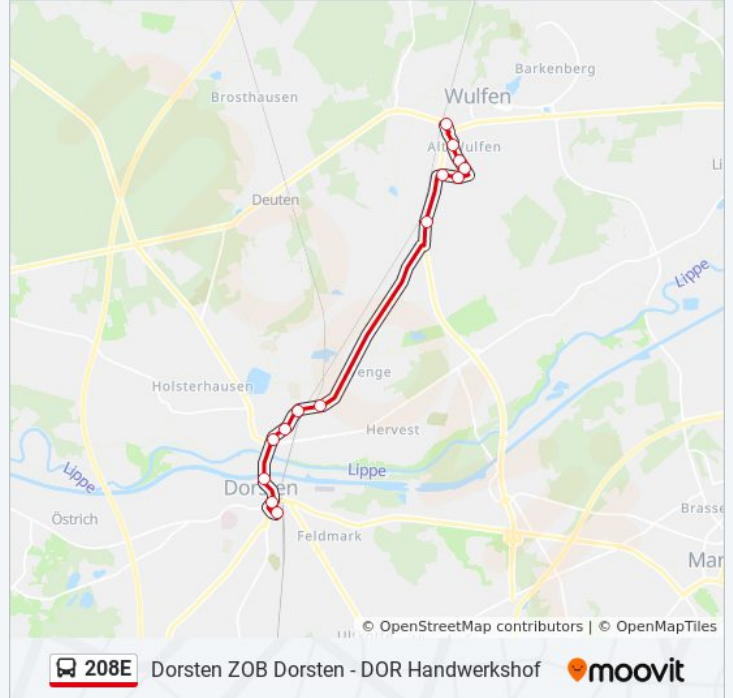 Barkenberg
Wulfen
Brosthausen
Alt Wulfen
Li
Deuten
Lippe
enge
Holsterhausen
Hervest
Lippe
Lippe
Dorsten
Östrich
Brasse
Feldmark
Mar
© OpenStreetMap contributors | © OpenMapTiles
208E Dorsten ZOB Dorsten - DOR Handwerkshof moovit